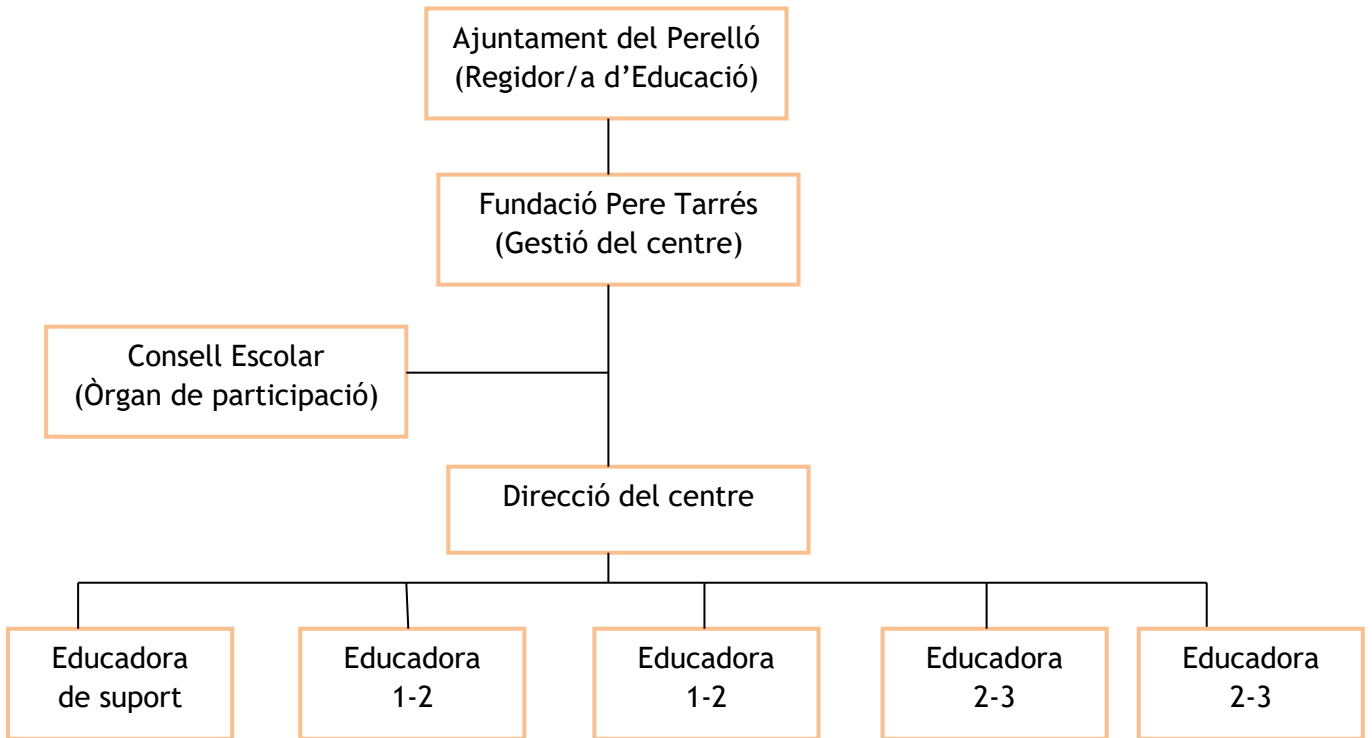 Ajuntament del Perelló
(Regidor/a d’Educació)
Fundació Pere Tarrés
(Gestió del centre)
Consell Escolar
(Òrgan de participació)
Direcció del centre
Educadora
de suport
Educadora
1-2
Educadora
1-2
Educadora
2-3
Educadora
2-3